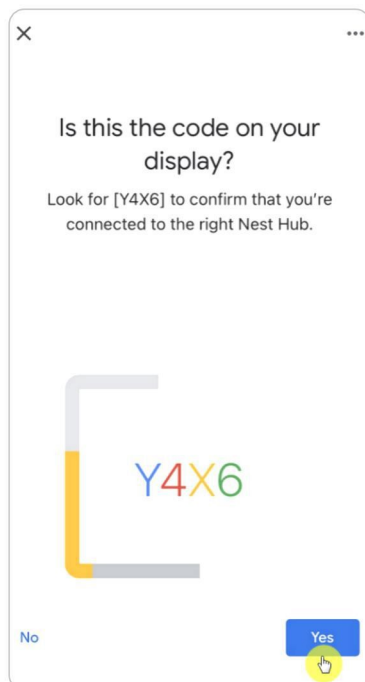 Is this the code on your
display?
Look for [Y4X6] to confirm that you're
connected to the right Nest Hub.
Y4X6
No
Yes